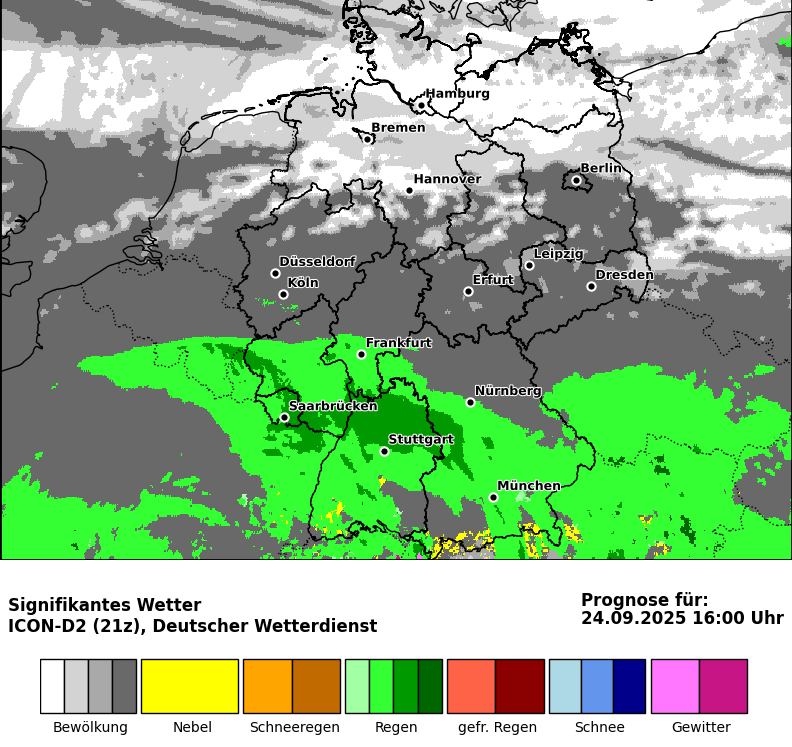 Hamburg
Bremen
Berlin
Hannover
Leipzig
Düsseldorf
Dresden
Köln
Erfurt
Frankfurt
Nürnberg
Saarbrücken
Stuttgart
München
Signifikantes Wetter
ICON-D2 (21z), Deutscher Wetterdienst
Prognose für:
24.09.2025 16:00 Uhr
Bewölkung Nebel Schneeregen Regen gefr. Regen Schnee Gewitter